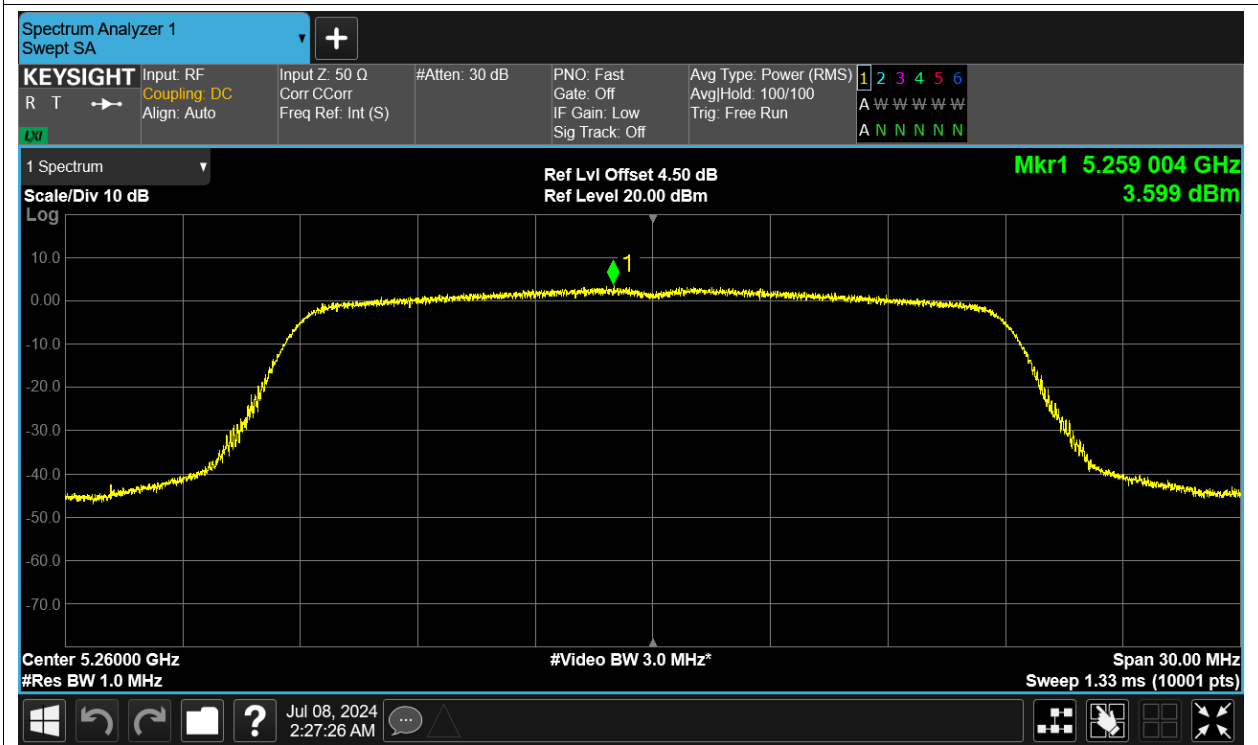 Spectrum Analyzer 1
Swept SA
+
KEYSIGHT
R T
LXI
Input: RF
Coupling: DC
Align: Auto
Input Z: 50 Ω
Corr CCorr
Freq Ref: Int (S)
#Atten: 30 dB
PNO: Fast
Gate: Off
IF Gain: Low
Sig Track: Off
Avg Type: Power (RMS)
Avg|Hold: 100/100
Trig: Free Run
1 2 3 4 5 6
A W W W W W
A N N N N N
1 Spectrum
Scale/Div 10 dB
Log
Ref Lvl Offset 4.50 dB
Ref Level 20.00 dBm
Mkr1 5.259 004 GHz
3.599 dBm
1
10.0
0.00
-10.0
-20.0
-30.0
-40.0
-50.0
-60.0
-70.0
Center 5.26000 GHz
#Res BW 1.0 MHz
#Video BW 3.0 MHz*
Span 30.00 MHz
Sweep 1.33 ms (10001 pts)
?
Jul 08, 2024
2:27:26 AM